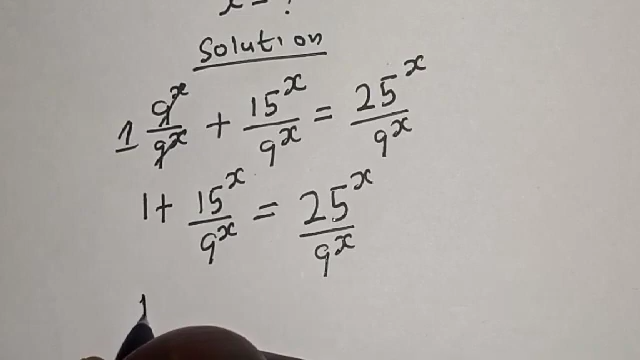 x = ?
Solution
1 9^x/9^x + 15^x/9^x = 25^x/9^x
1 + 15^x/9^x = 25^x/9^x
1